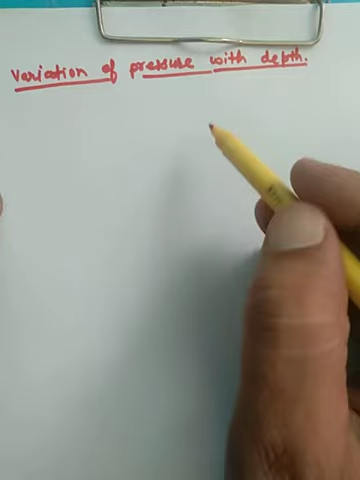 Variation of pressure with depth.